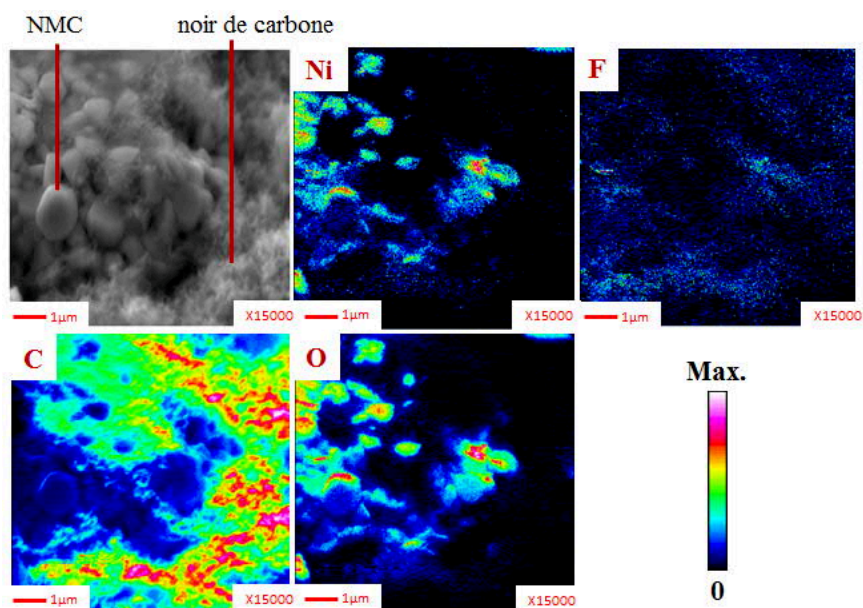 NMC
noir de carbone
Ni
F
1µm
X15000
1µm
X15000
1µm
X15000
C
O
Max.
0
1µm
X15000
1µm
X15000